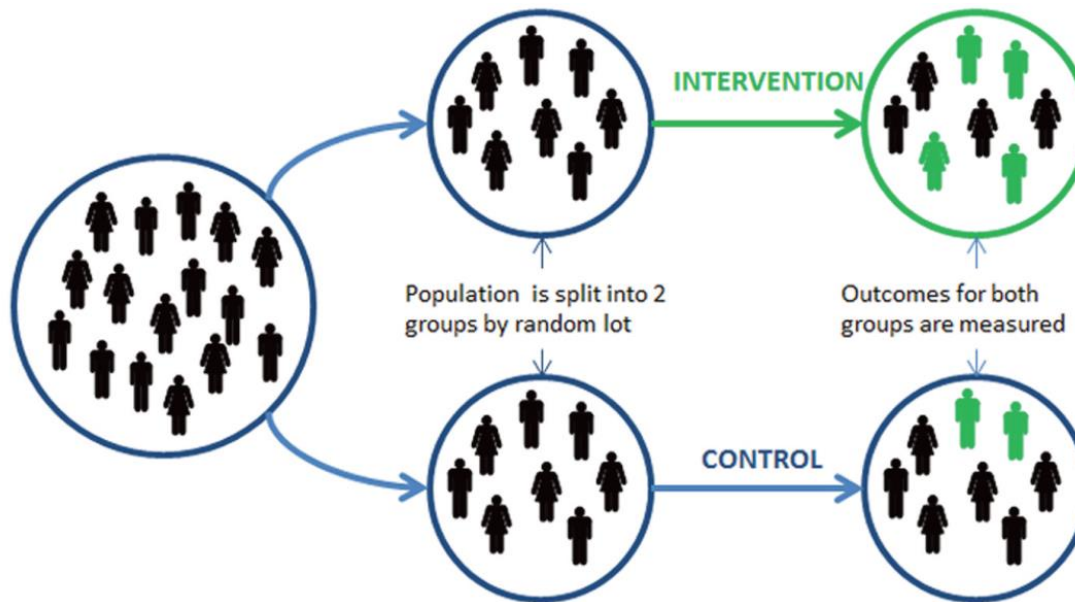 INTERVENTION
Population is split into 2
groups by random lot
Outcomes for both
groups are measured
CONTROL